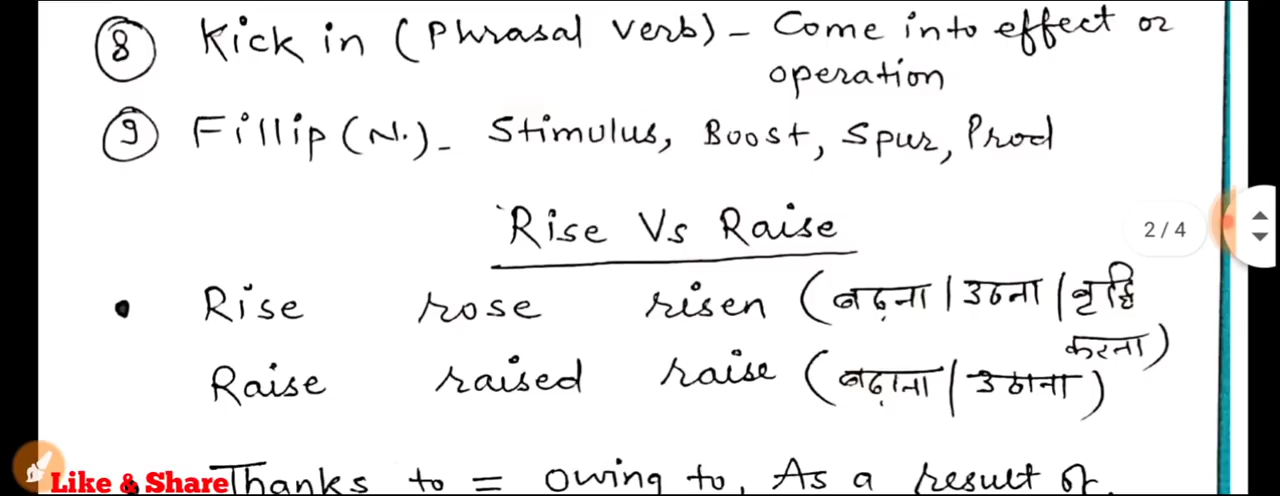 8 Kick in (Phrasal verb) - Come into effect or
operation
9 Fillip (N.) - Stimulus, Boost, Spur, Prod
Rise Vs Raise
2 / 4
• Rise rose risen (बढ़ना | उठना | वृद्धि
करना)
Raise raised raise (बढ़ाना | उठाना)
Like & Share
Thanks to = owing to, As a result of